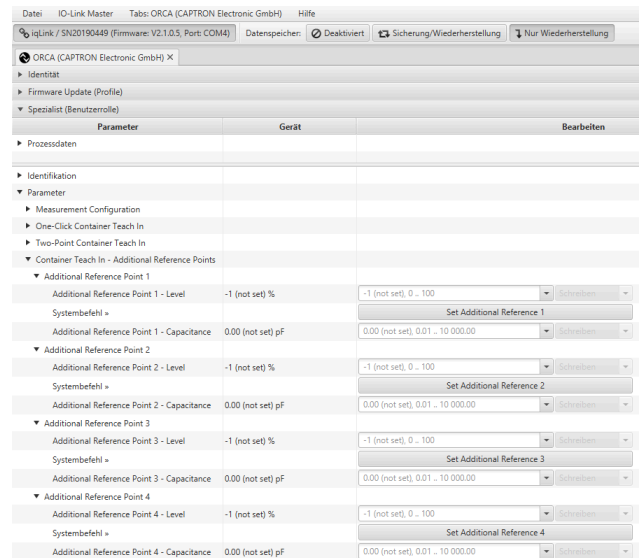 Datei IO-Link Master Tabs: ORCA (CAPTRON Electronic GmbH) Hilfe
iqLink / SN20190449 (Firmware: V2.1.0.5, Port: COM4) Datenspeicher: Deaktiviert Sicherung/Wiederherstellung Nur Wiederherstellung
ORCA (CAPTRON Electronic GmbH) ×
Identität
Firmware Update (Profile)
Spezialist (Benutzerrolle)
Parameter Gerät Bearbeiten
Prozessdaten
Identifikation
Parameter
Measurement Configuration
One-Click Container Teach In
Two-Point Container Teach In
Container Teach In - Additional Reference Points
Additional Reference Point 1
Additional Reference Point 1 - Level -1 (not set) % -1 (not set), 0 .. 100 Schreiben
Systembefehl » Set Additional Reference 1
Additional Reference Point 1 - Capacitance 0.00 (not set) pF 0.00 (not set), 0.01 .. 10 000.00 Schreiben
Additional Reference Point 2
Additional Reference Point 2 - Level -1 (not set) % -1 (not set), 0 .. 100 Schreiben
Systembefehl » Set Additional Reference 2
Additional Reference Point 2 - Capacitance 0.00 (not set) pF 0.00 (not set), 0.01 .. 10 000.00 Schreiben
Additional Reference Point 3
Additional Reference Point 3 - Level -1 (not set) % -1 (not set), 0 .. 100 Schreiben
Systembefehl » Set Additional Reference 3
Additional Reference Point 3 - Capacitance 0.00 (not set) pF 0.00 (not set), 0.01 .. 10 000.00 Schreiben
Additional Reference Point 4
Additional Reference Point 4 - Level -1 (not set) % -1 (not set), 0 .. 100 Schreiben
Systembefehl » Set Additional Reference 4
Additional Reference Point 4 - Capacitance 0.00 (not set) pF 0.00 (not set), 0.01 .. 10 000.00 Schreiben